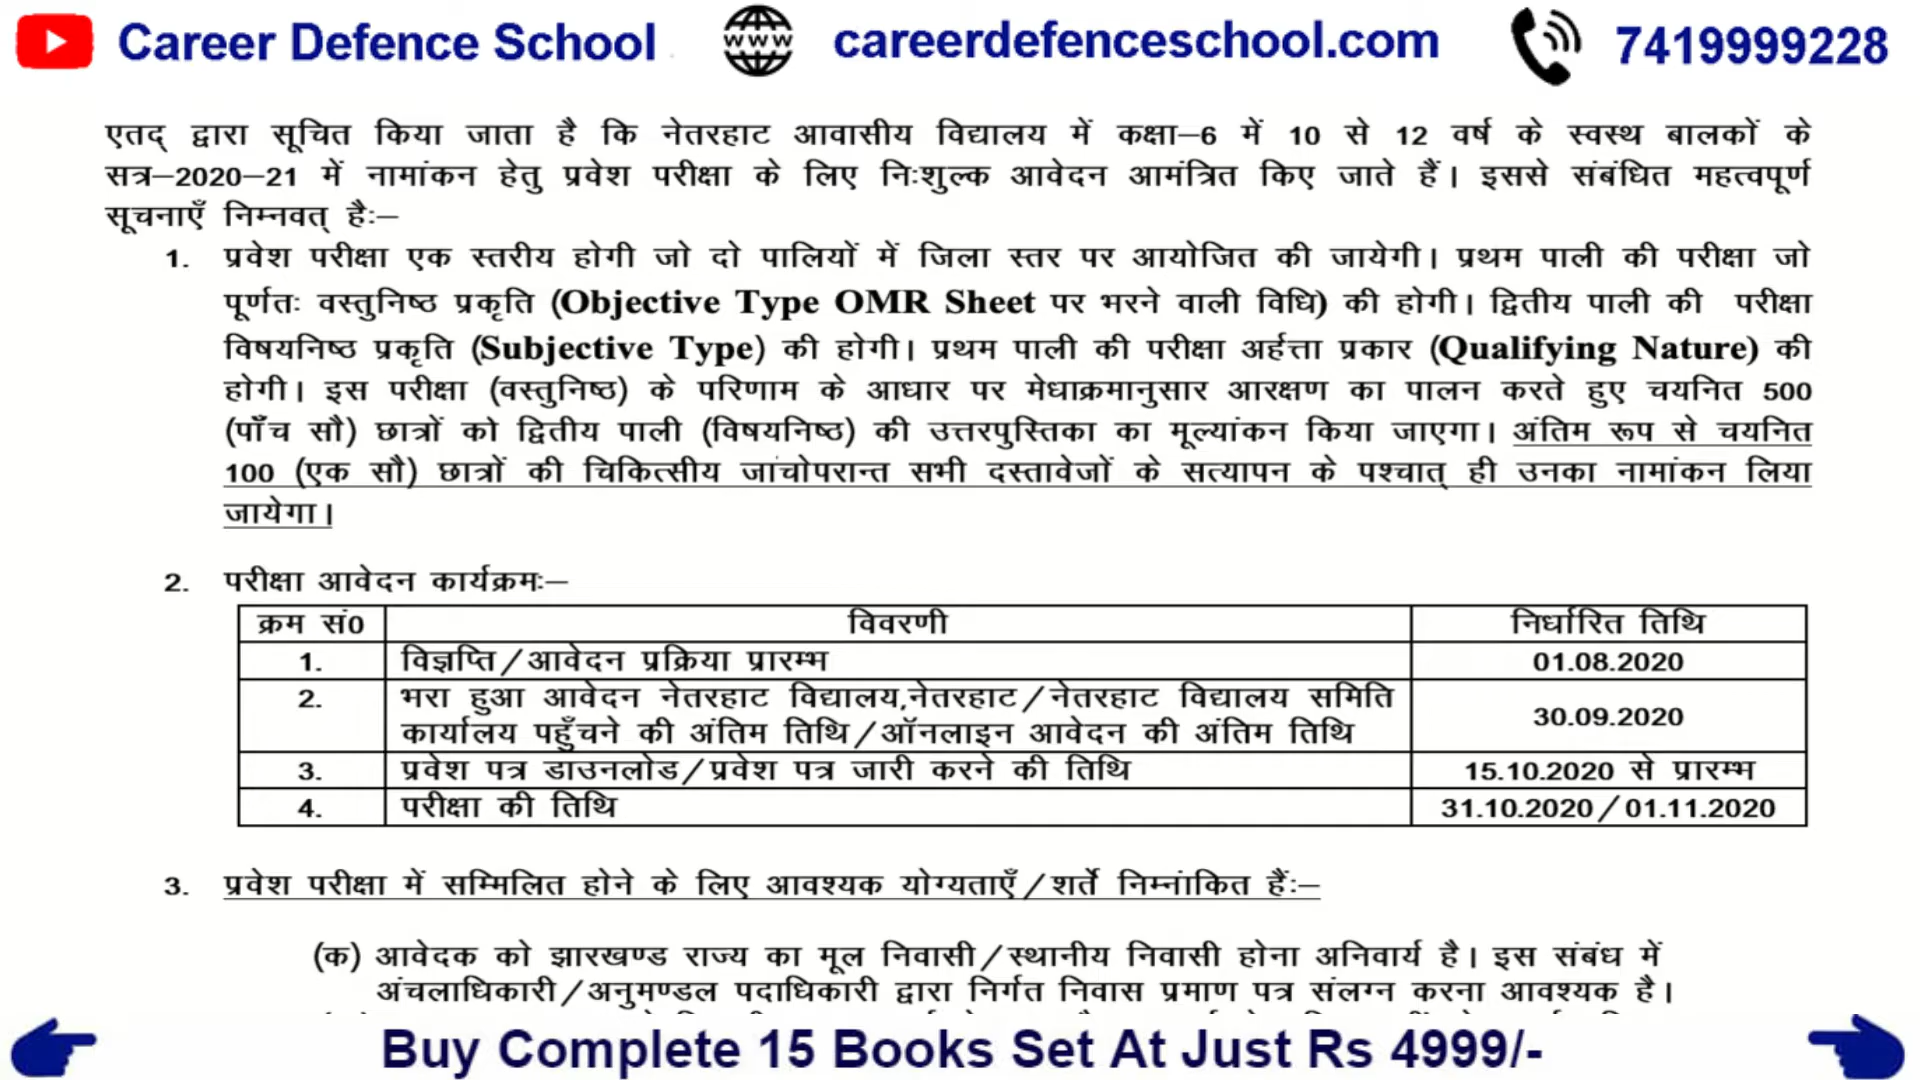 Career Defence School
www
careerdefenceschool.com
7419999228
एतद् द्वारा सूचित किया जाता है कि नेतरहाट आवासीय विद्यालय में कक्षा–6 में 10 से 12 वर्ष के स्वस्थ बालकों के
सत्र–2020–21 में नामांकन हेतु प्रवेश परीक्षा के लिए निःशुल्क आवेदन आमंत्रित किए जाते हैं। इससे संबंधित महत्वपूर्ण
सूचनाएँ निम्नवत् हैः–
1. प्रवेश परीक्षा एक स्तरीय होगी जो दो पालियों में जिला स्तर पर आयोजित की जायेगी। प्रथम पाली की परीक्षा जो
पूर्णतः वस्तुनिष्ठ प्रकृति (Objective Type OMR Sheet पर भरने वाली विधि) की होगी। द्वितीय पाली की परीक्षा
विषयनिष्ठ प्रकृति (Subjective Type) की होगी। प्रथम पाली की परीक्षा अर्हत्ता प्रकार (Qualifying Nature) की
होगी। इस परीक्षा (वस्तुनिष्ठ) के परिणाम के आधार पर मेधाक्रमानुसार आरक्षण का पालन करते हुए चयनित 500
(पाँच सौ) छात्रों को द्वितीय पाली (विषयनिष्ठ) की उत्तरपुस्तिका का मूल्यांकन किया जाएगा। अंतिम रूप से चयनित
100 (एक सौ) छात्रों की चिकित्सीय जांचोपरान्त सभी दस्तावेजों के सत्यापन के पश्चात् ही उनका नामांकन लिया
जायेगा।
2. परीक्षा आवेदन कार्यक्रमः–
क्रम सं0 विवरणी निर्धारित तिथि
1. विज्ञप्ति/आवेदन प्रक्रिया प्रारम्भ 01.08.2020
2. भरा हुआ आवेदन नेतरहाट विद्यालय,नेतरहाट/नेतरहाट विद्यालय समिति
कार्यालय पहुँचने की अंतिम तिथि/ऑनलाइन आवेदन की अंतिम तिथि 30.09.2020
3. प्रवेश पत्र डाउनलोड/प्रवेश पत्र जारी करने की तिथि 15.10.2020 से प्रारम्भ
4. परीक्षा की तिथि 31.10.2020/01.11.2020
3. प्रवेश परीक्षा में सम्मिलित होने के लिए आवश्यक योग्यताएँ/शर्ते निम्नांकित हैंः–
(क) आवेदक को झारखण्ड राज्य का मूल निवासी/स्थानीय निवासी होना अनिवार्य है। इस संबंध में
अंचलाधिकारी/अनुमण्डल पदाधिकारी द्वारा निर्गत निवास प्रमाण पत्र संलग्न करना आवश्यक है।
Buy Complete 15 Books Set At Just Rs 4999/-